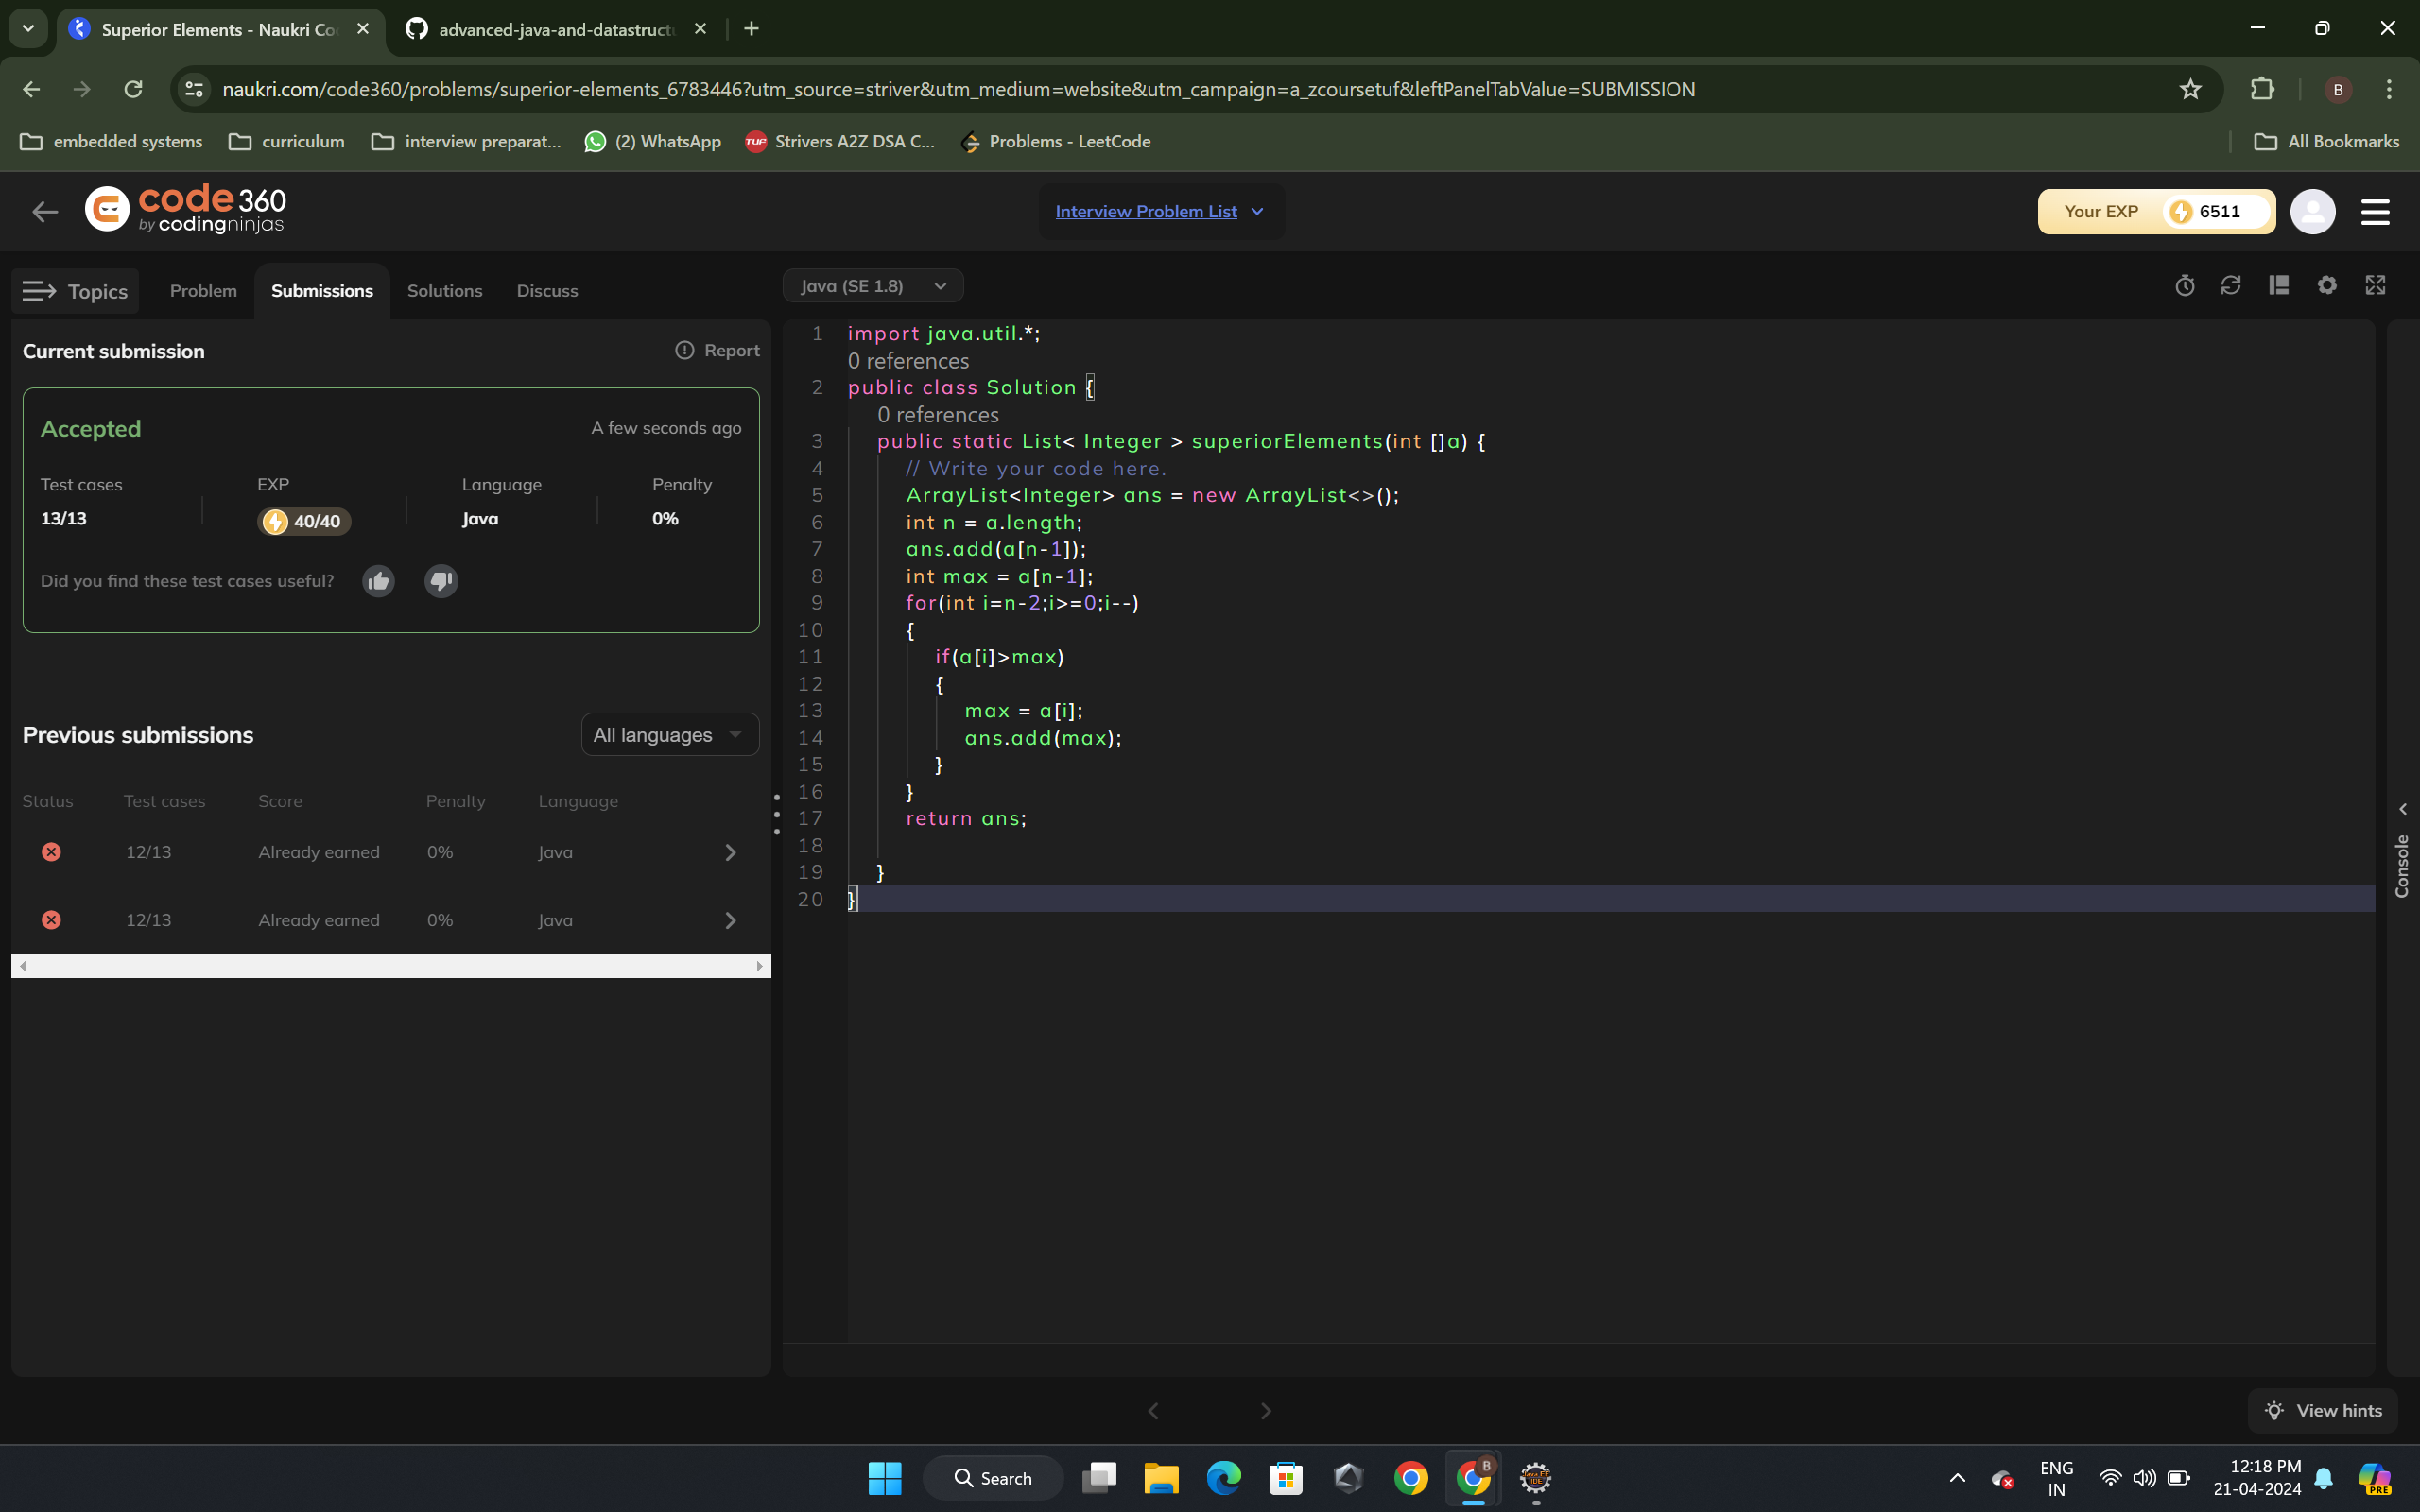 Superior Elements - Naukri Co
advanced-java-and-datastruct
naukri.com/code360/problems/superior-elements_6783446?utm_source=striver&utm_medium=website&utm_campaign=a_zcoursetuf&leftPanelTabValue=SUBMISSION
B
embedded systems
curriculum
interview preparat...
(2) WhatsApp
TUF Strivers A2Z DSA C...
Problems - LeetCode
All Bookmarks
code 360
by codingninjas
Interview Problem List
Your EXP 6511
Topics
Problem
Submissions
Solutions
Discuss
Java (SE 1.8)
Current submission
Report
Accepted
A few seconds ago
Test cases EXP Language Penalty
13/13 40/40 Java 0%
Did you find these test cases useful?
Previous submissions
All languages
Status Test cases Score Penalty Language
12/13 Already earned 0% Java
12/13 Already earned 0% Java
1 import java.util.*;
0 references
2 public class Solution {
0 references
3 public static List< Integer > superiorElements(int []a) {
4 // Write your code here.
5 ArrayList<Integer> ans = new ArrayList<>();
6 int n = a.length;
7 ans.add(a[n-1]);
8 int max = a[n-1];
9 for(int i=n-2;i>=0;i--)
10 {
11 if(a[i]>max)
12 {
13 max = a[i];
14 ans.add(max);
15 }
16 }
17 return ans;
18
19 }
20 }
Console
View hints
Search
B
ENG
IN
12:18 PM
21-04-2024
PRE